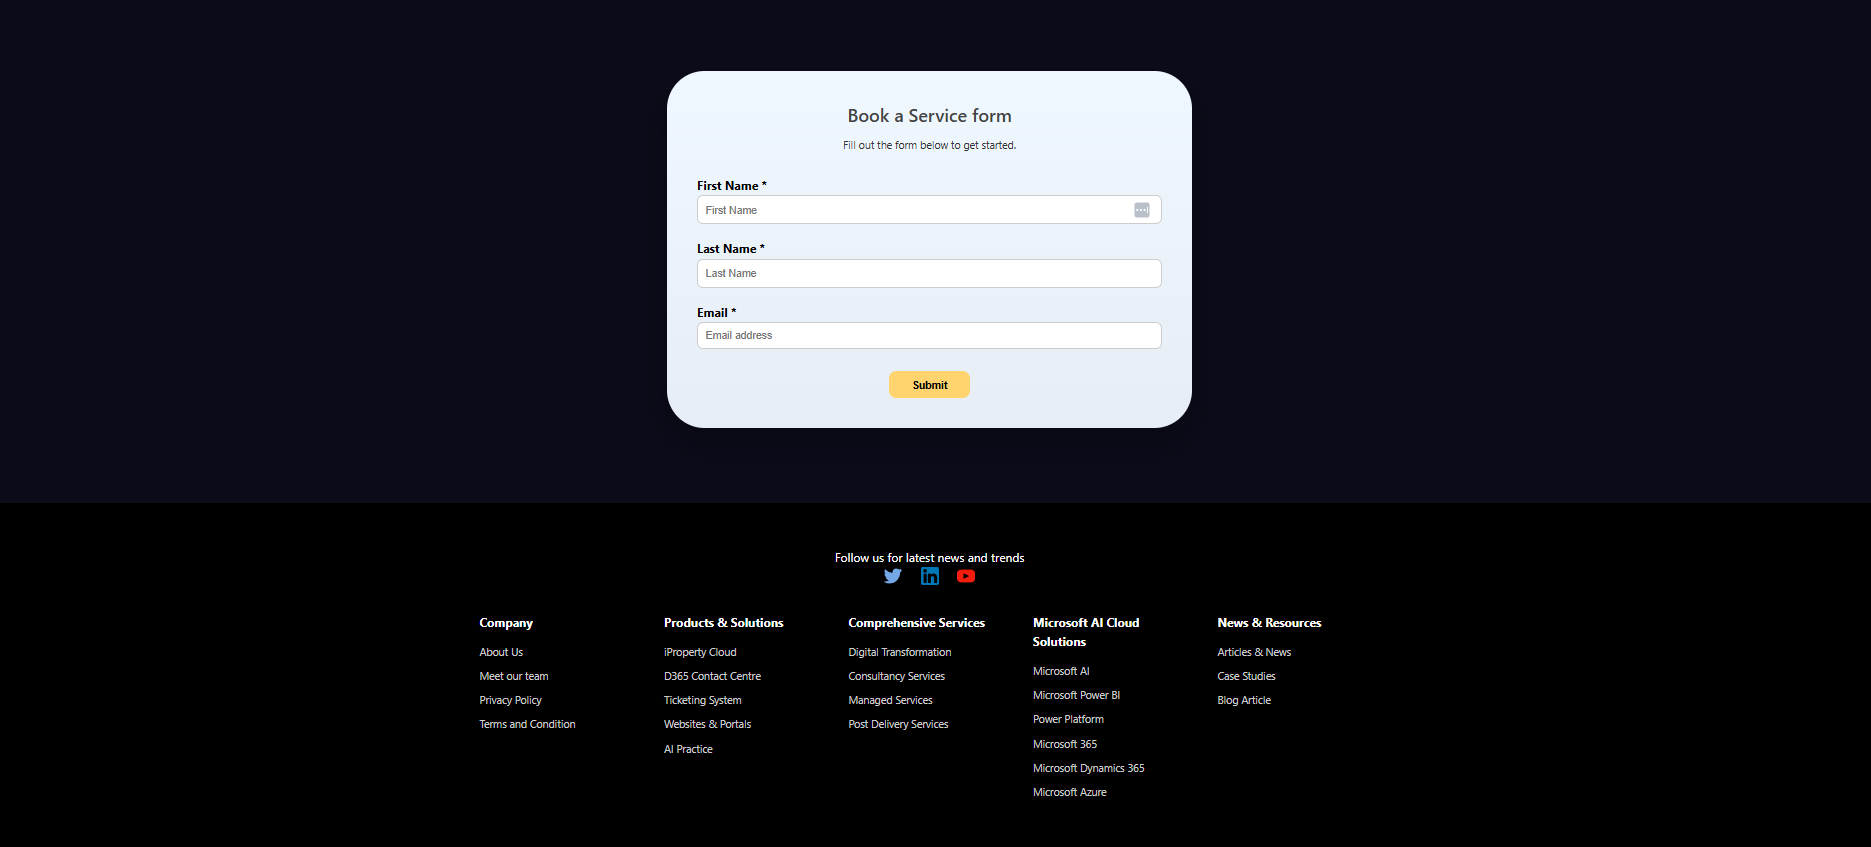 Book a Service form
Fill out the form below to get started.
First Name *
First Name
Last Name *
Last Name
Email *
Email address
Submit
Follow us for latest news and trends
Company
About Us
Meet our team
Privacy Policy
Terms and Condition
Products & Solutions
iProperty Cloud
D365 Contact Centre
Ticketing System
Websites & Portals
AI Practice
Comprehensive Services
Digital Transformation
Consultancy Services
Managed Services
Post Delivery Services
Microsoft AI Cloud
Solutions
Microsoft AI
Microsoft Power BI
Power Platform
Microsoft 365
Microsoft Dynamics 365
Microsoft Azure
News & Resources
Articles & News
Case Studies
Blog Article